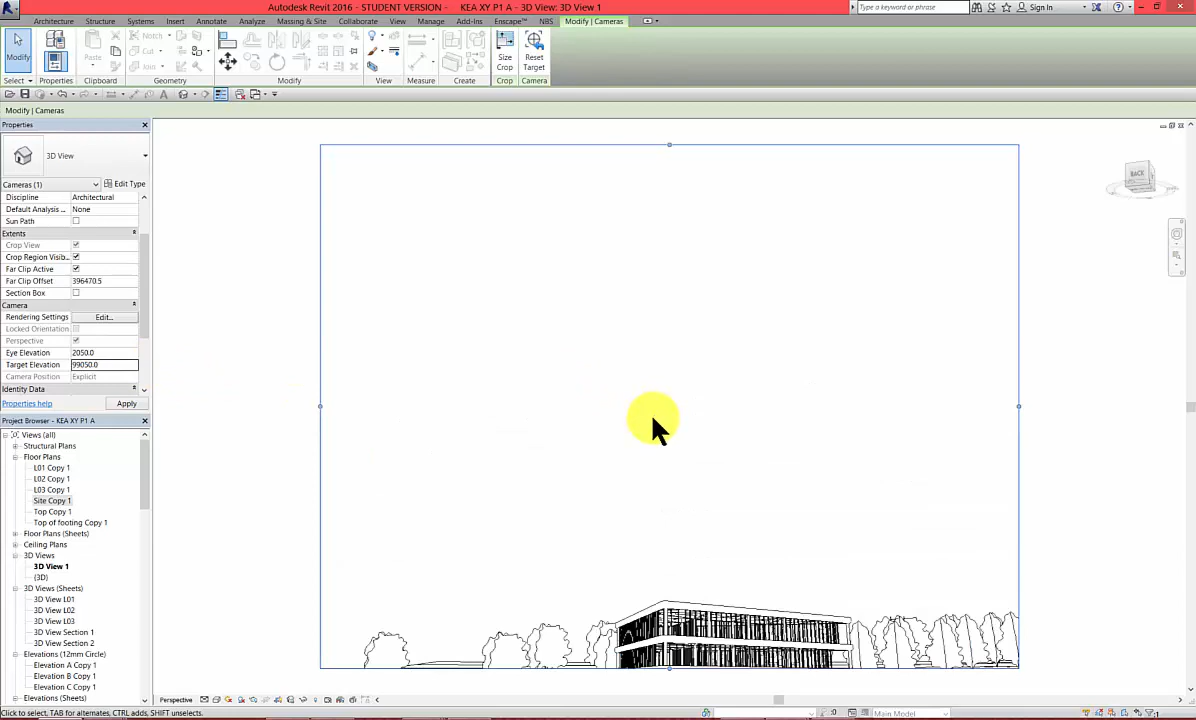 Autodesk Revit 2016 - STUDENT VERSION - KEA XY P1 A - 3D View: 3D View 1
Type a keyword or phrase
Sign In
Architecture Structure Systems Insert Annotate Analyze Massing & Site Collaborate View Manage Add-Ins Enscape™ NBS Modify | Cameras
Modify
Paste
Notch
Cut
Join
Size Crop
Reset Target
Select Properties Clipboard Geometry Modify View Measure Create Crop Camera
Modify | Cameras
Properties
3D View
Cameras (1) Edit Type
Discipline Architectural
Default Analysis ... None
Sun Path
Extents
Crop View
Crop Region Visib...
Far Clip Active
Far Clip Offset 396470.5
Section Box
Camera
Rendering Settings Edit...
Locked Orientation
Perspective
Eye Elevation 2050.0
Target Elevation 99050.0
Camera Position Explicit
Identity Data
Properties help Apply
Project Browser - KEA XY P1 A
Views (all)
Structural Plans
Floor Plans
L01 Copy 1
L02 Copy 1
L03 Copy 1
Site Copy 1
Top Copy 1
Top of footing Copy 1
Floor Plans (Sheets)
Ceiling Plans
3D Views
3D View 1
{3D}
3D Views (Sheets)
3D View L01
3D View L02
3D View L03
3D View Section 1
3D View Section 2
Elevations (12mm Circle)
Elevation A Copy 1
Elevation B Copy 1
Elevation C Copy 1
Elevations (Sheets)
BACK
Perspective
Click to select, TAB for alternates, CTRL adds, SHIFT unselects.
:0
Main Model